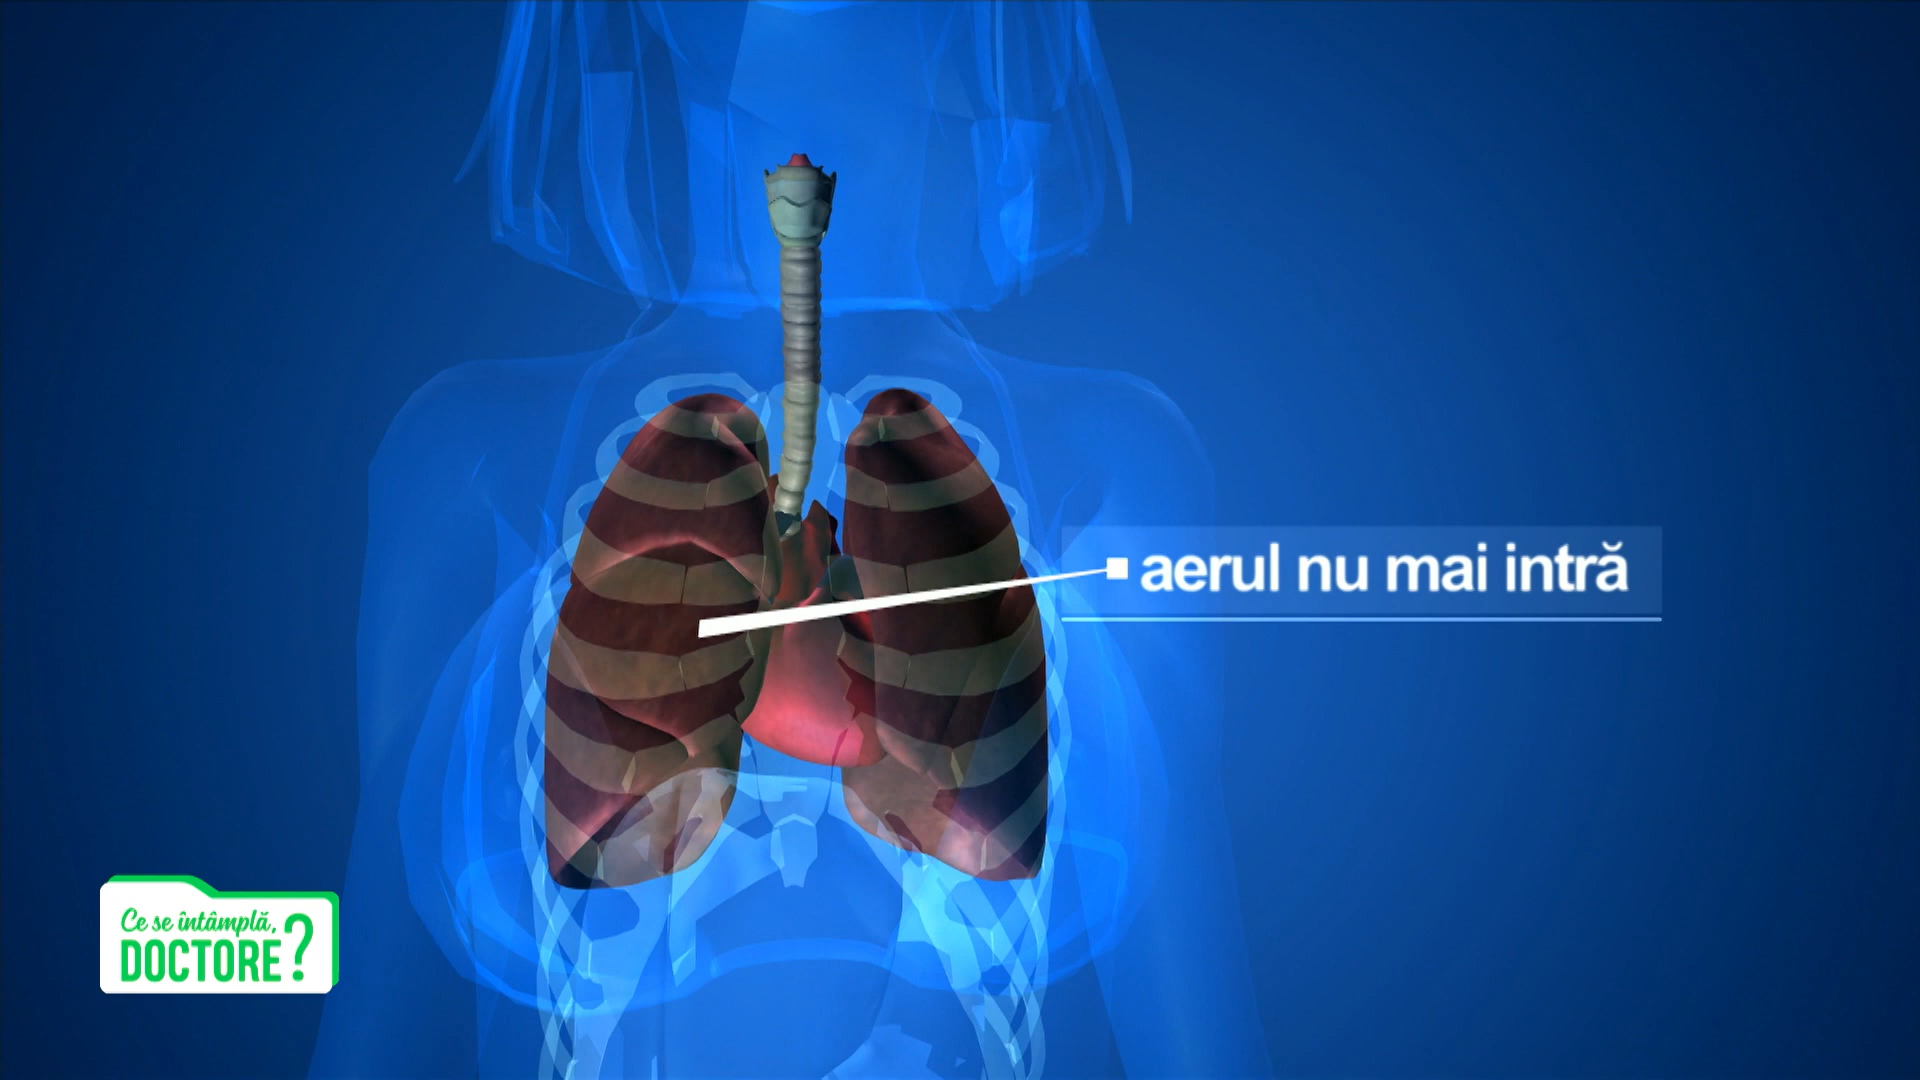 aerul nu mai intră
Ce se întâmplă,
DOCTORE?